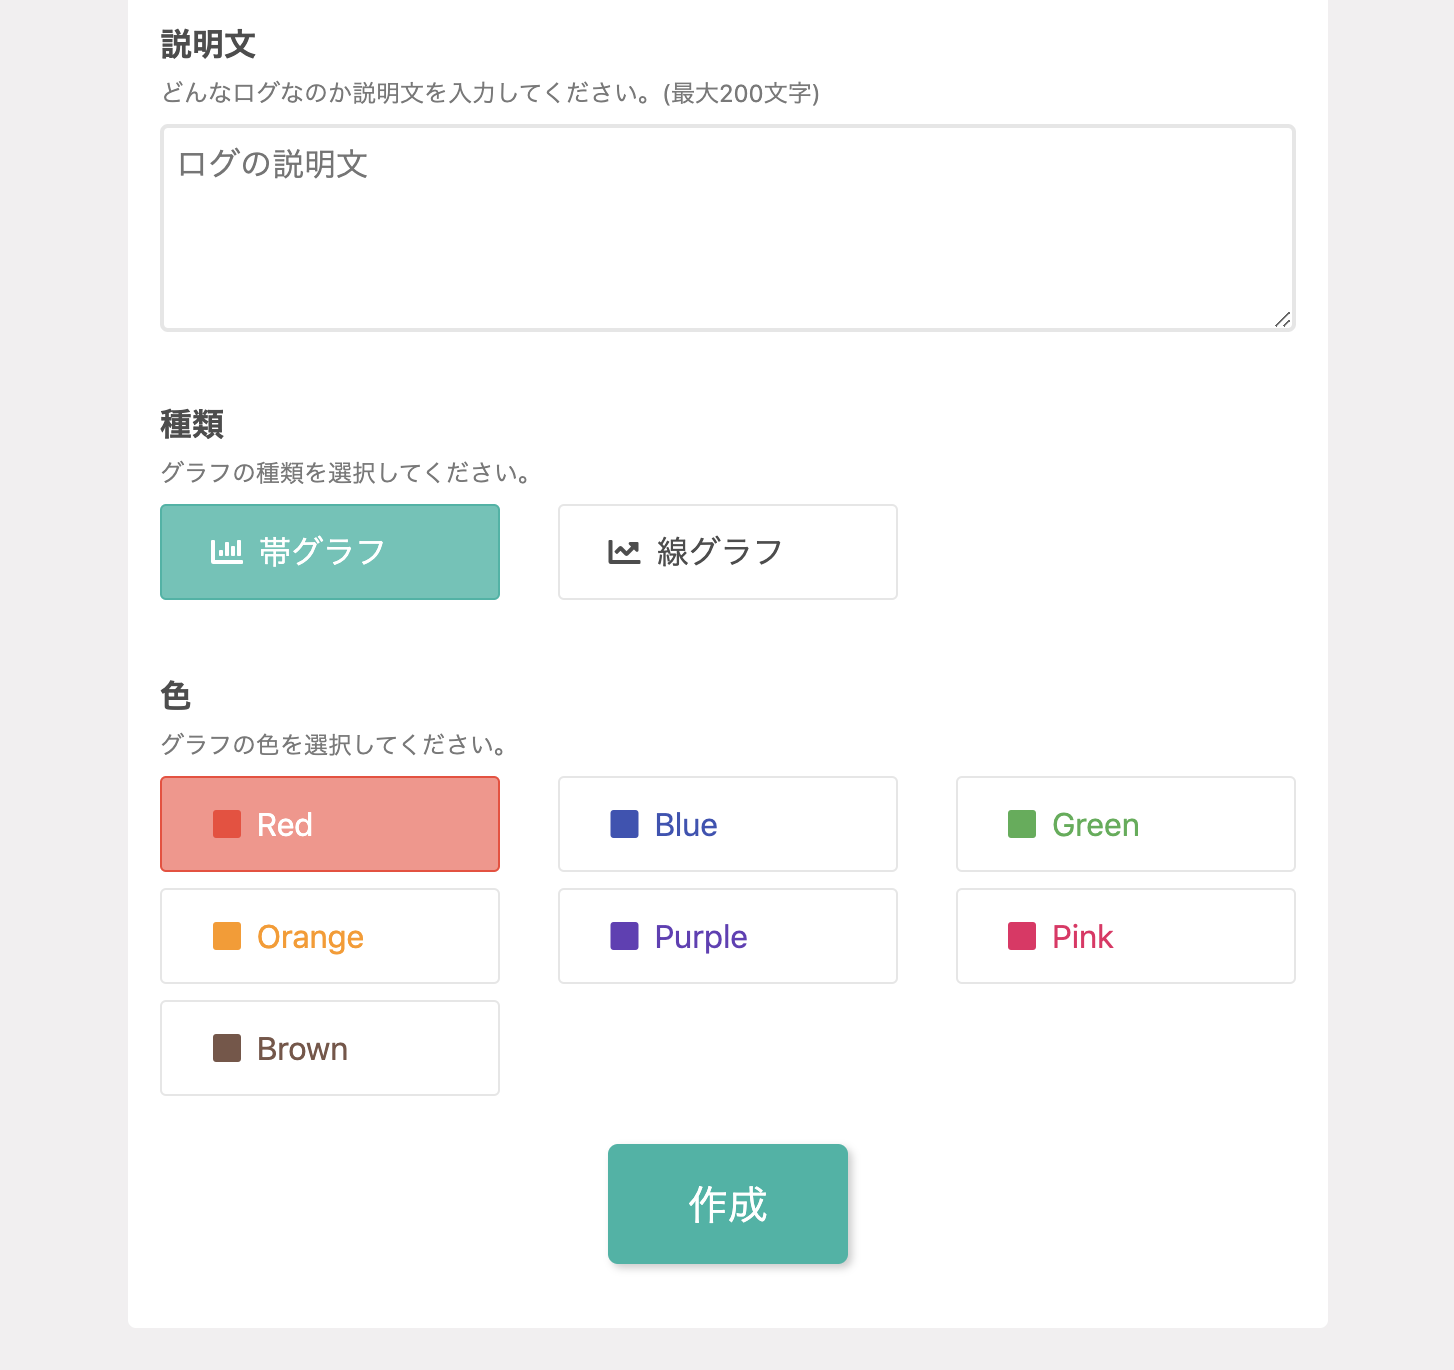 説明文
どんなログなのか説明文を入力してください。(最大200文字)
ログの説明文
種類
グラフの種類を選択してください。
帯グラフ
線グラフ
色
グラフの色を選択してください。
Red
Blue
Green
Orange
Purple
Pink
Brown
作成